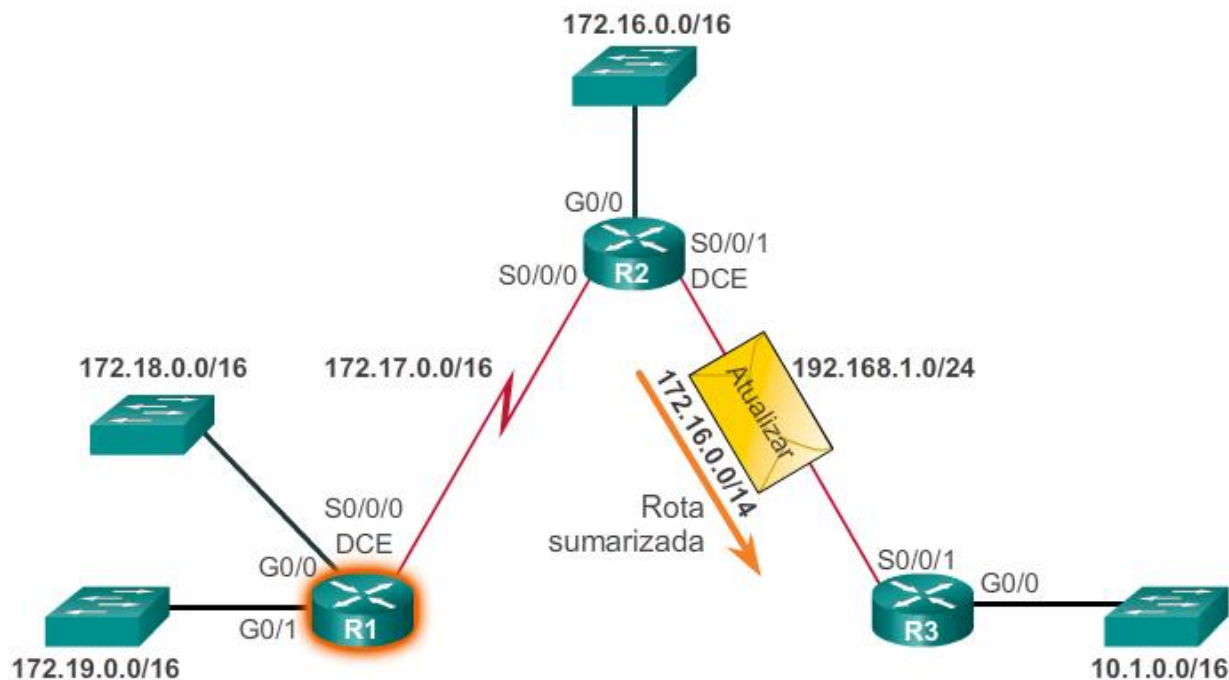 172.16.0.0/16
G0/0
S0/0/1
R2
DCE
S0/0/0
172.18.0.0/16
172.17.0.0/16
192.168.1.0/24
Atualizar
172.16.0.0/14
Rota
sumarizada
S0/0/0
DCE
G0/0
G0/1
R1
172.19.0.0/16
S0/0/1
G0/0
R3
10.1.0.0/16